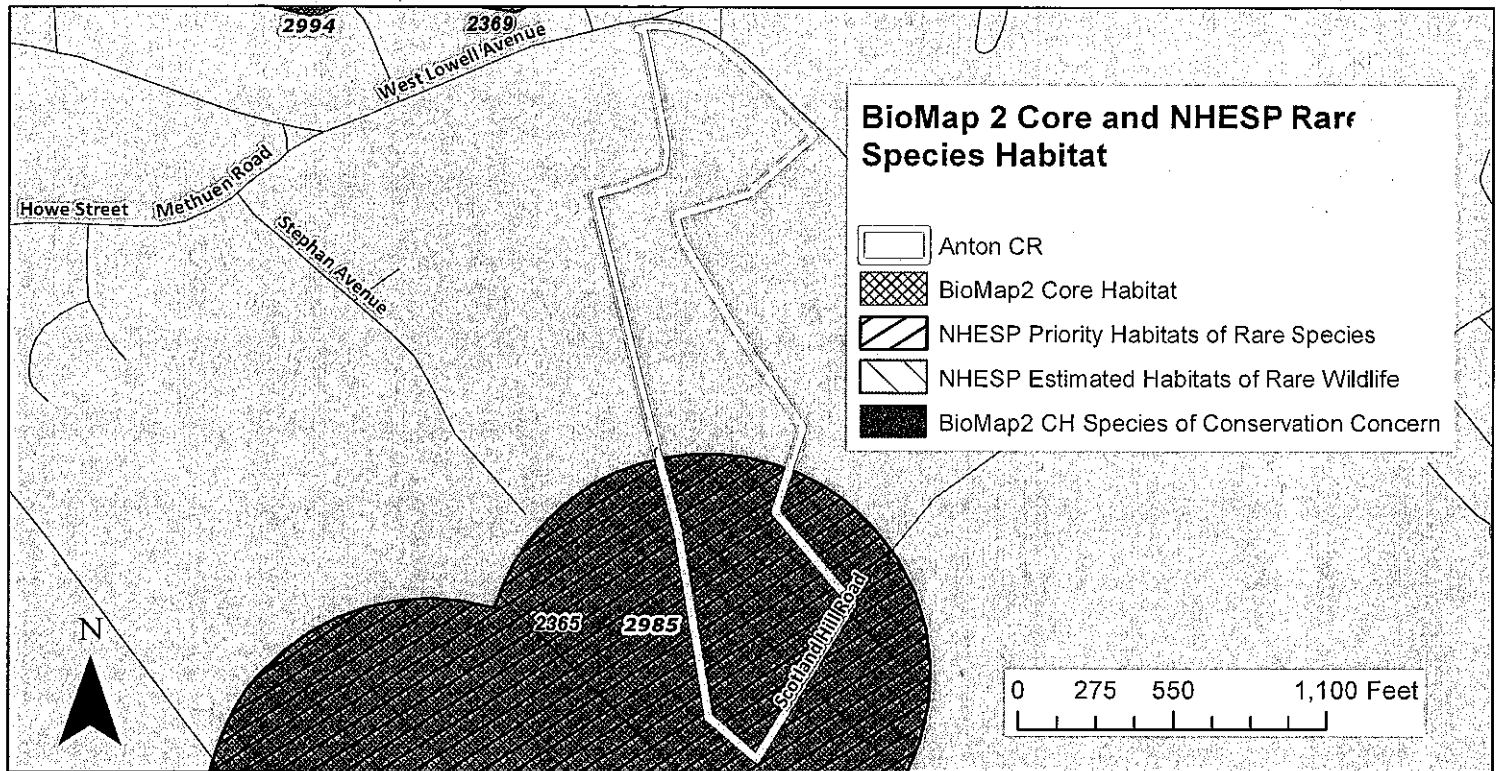 2994
2369
West Lowell Avenue
Methuen Road
Howe Street
Stephan Avenue
BioMap 2 Core and NHESP Rare
Species Habitat
Anton CR
BioMap2 Core Habitat
NHESP Priority Habitats of Rare Species
NHESP Estimated Habitats of Rare Wildlife
BioMap2 CH Species of Conservation Concern
2365
2985
Scotland Hill Road
N
0 275 550 1,100 Feet